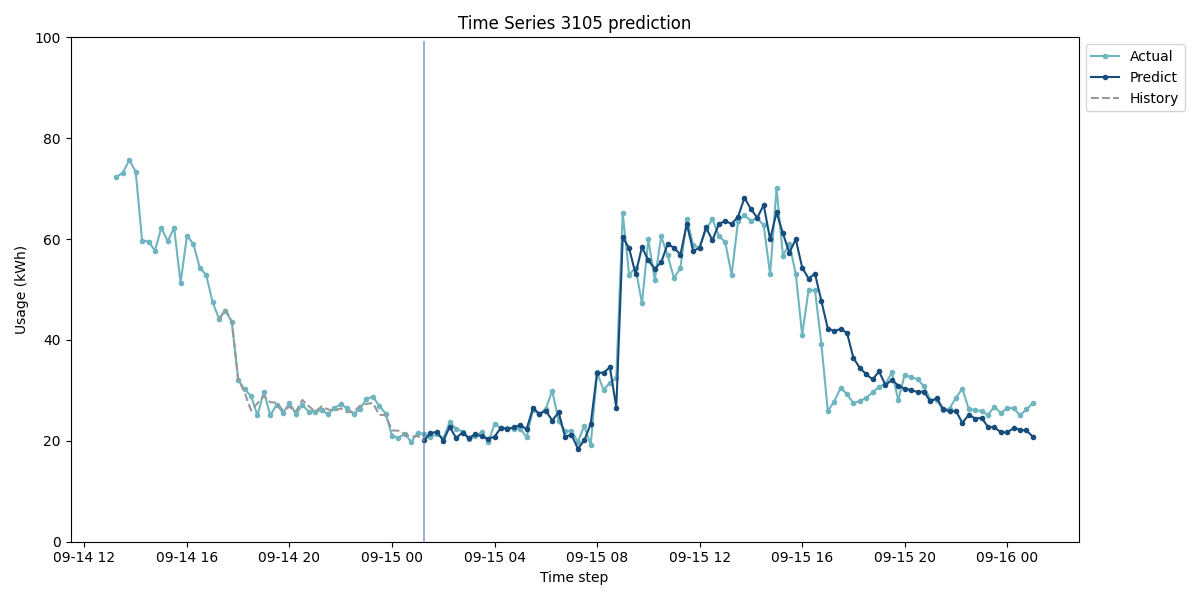 Time Series 3105 prediction
100
80
60
40
20
0
Usage (kWh)
09-14 12
09-14 16
09-14 20
09-15 00
09-15 04
09-15 08
09-15 12
09-15 16
09-15 20
09-16 00
Time step
Actual
Predict
History